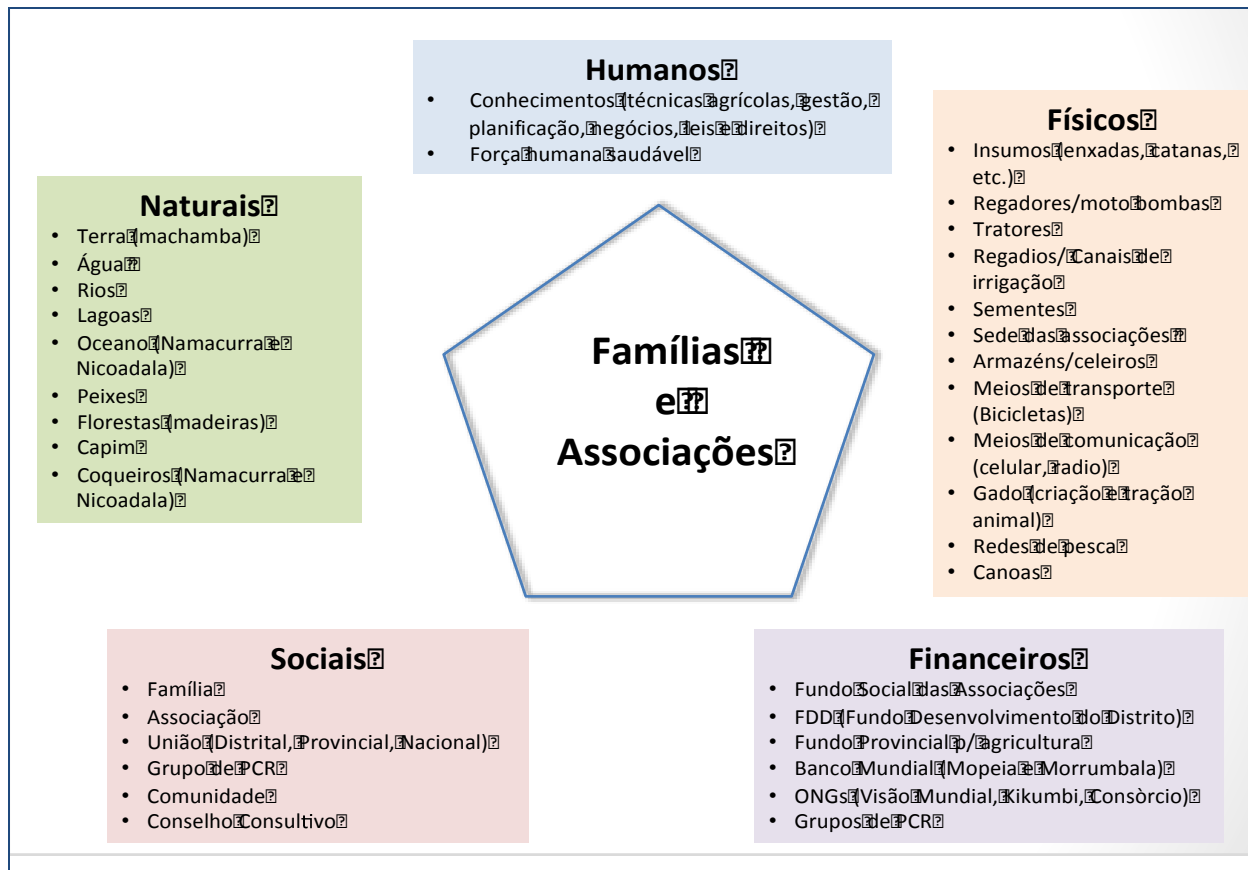 Humanos
• Conhecimentos (técnicas agrícolas, gestão,
planificação, negócios, leis e direitos)
• Força humana saudável
Naturais
• Terra (machamba)
• Água
• Rios
• Lagoas
• Oceano (Namacurra e
Nicoadala)
• Peixes
• Florestas (madeiras)
• Capim
• Coqueiros (Namacurra e
Nicoadala)
Físicos
• Insumos (enxadas, catanas,
etc.)
• Regadores/moto bombas
• Tratores
• Regadios/ Canais de
irrigação
• Sementes
• Sede das associações
• Armazéns/celeiros
• Meios de transporte
(Bicicletas)
• Meios de comunicação
(celular, radio)
• Gado (criação e tração
animal)
• Redes de pesca
• Canoas
Famílias
e
Associações
Sociais
• Família
• Associação
• União (Distrital, Provincial, Nacional)
• Grupo de PCR
• Comunidade
• Conselho Consultivo
Financeiros
• Fundo Social das Associações
• FDD (Fundo Desenvolvimento do Distrito)
• Fundo Provincial p/ agricultura
• Banco Mundial (Mopeia e Morrumbala)
• ONGs (Visão Mundial, Kikumbi, Consòrcio)
• Grupos de PCR